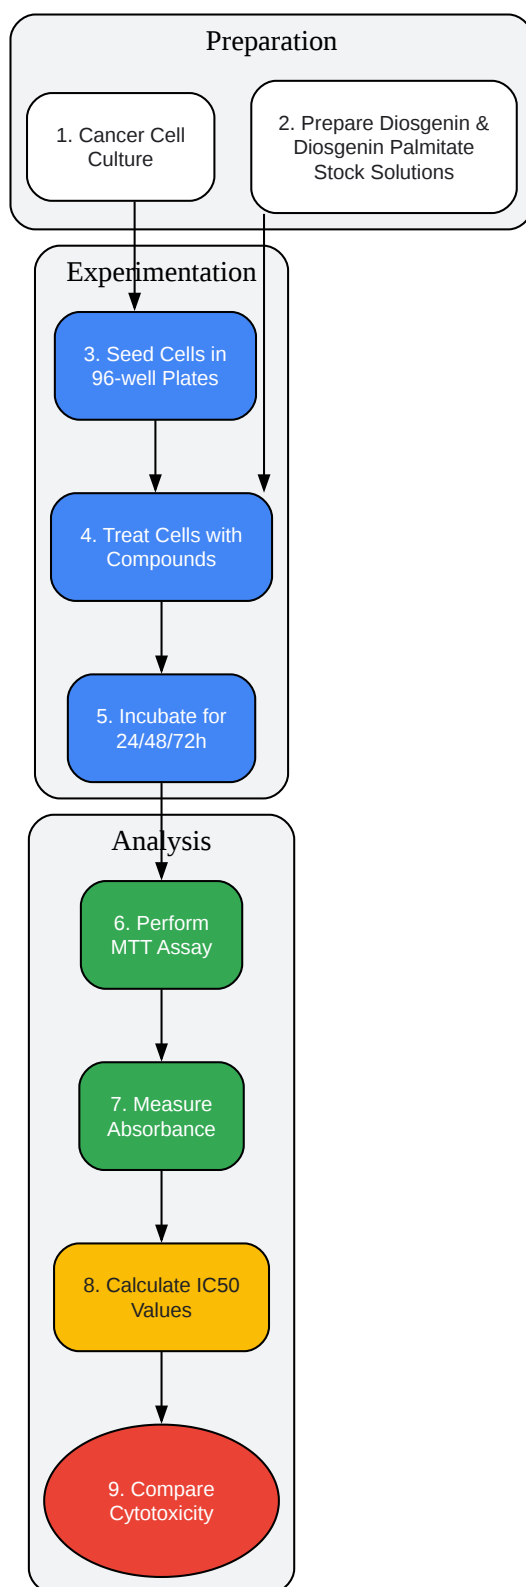 Preparation
1. Cancer Cell
Culture
2. Prepare Diosgenin &
Diosgenin Palmitate
Stock Solutions
Experimentation
3. Seed Cells in
96-well Plates
4. Treat Cells with
Compounds
5. Incubate for
24/48/72h
Analysis
6. Perform
MTT Assay
7. Measure
Absorbance
8. Calculate IC50
Values
9. Compare
Cytotoxicity